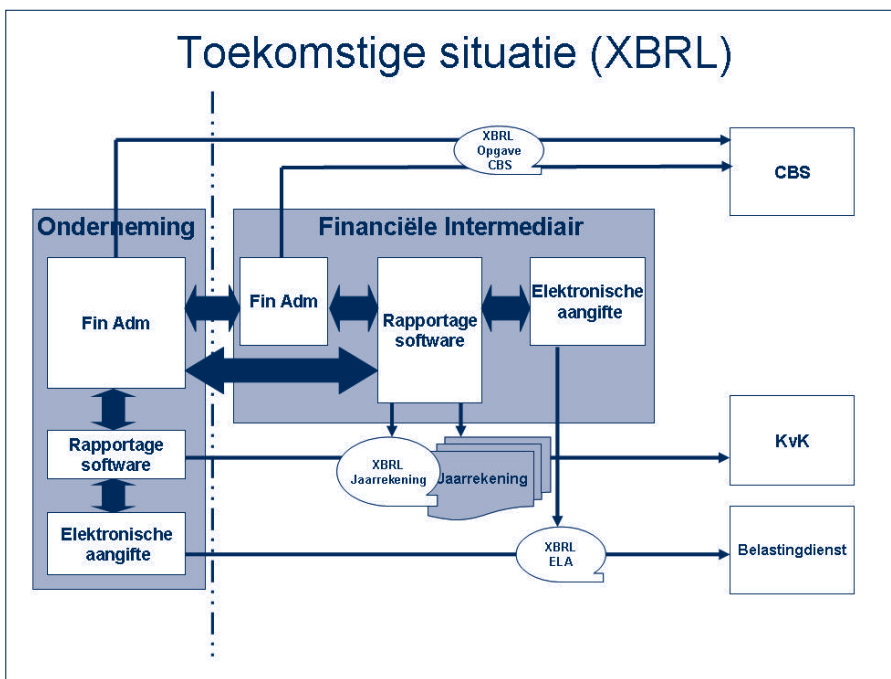 Toekomstige situatie (XBRL)
XBRL
Opgave
CBS
CBS
Onderneming
Financiële Intermediair
Fin Adm
Fin Adm
Rapportage
software
Elektronische
aangifte
Rapportage
software
XBRL
Jaarrekening
Jaarrekening
KvK
Elektronische
aangifte
XBRL
ELA
Belastingdienst